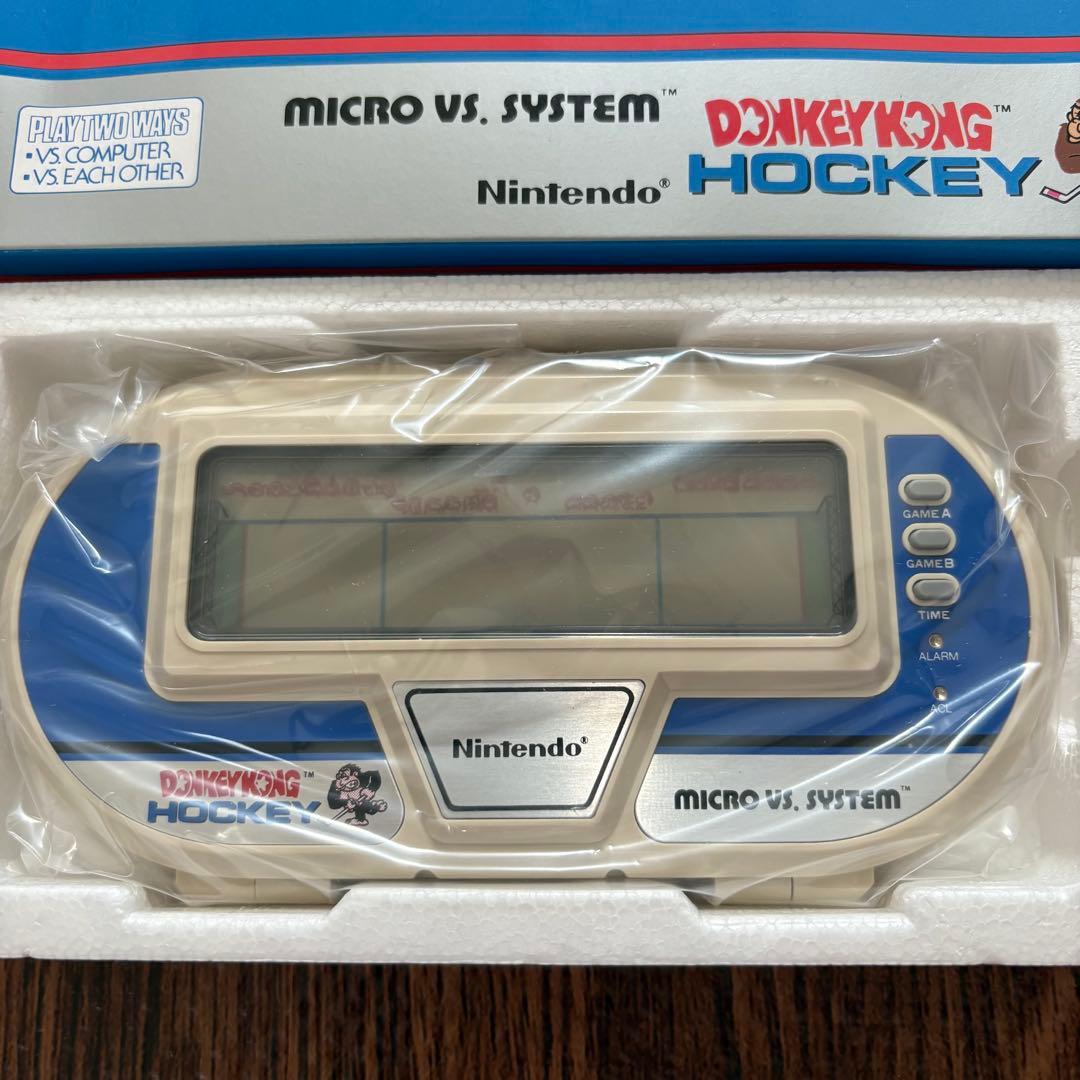 PLAY TWO WAYS
• VS. COMPUTER
• VS. EACH OTHER
MICRO VS. SYSTEM™
Nintendo®
DONKEY KONG™
HOCKEY
GAME A
GAME B
TIME
ALARM
ACL
Nintendo®
DONKEY KONG™
HOCKEY
MICRO VS. SYSTEM™